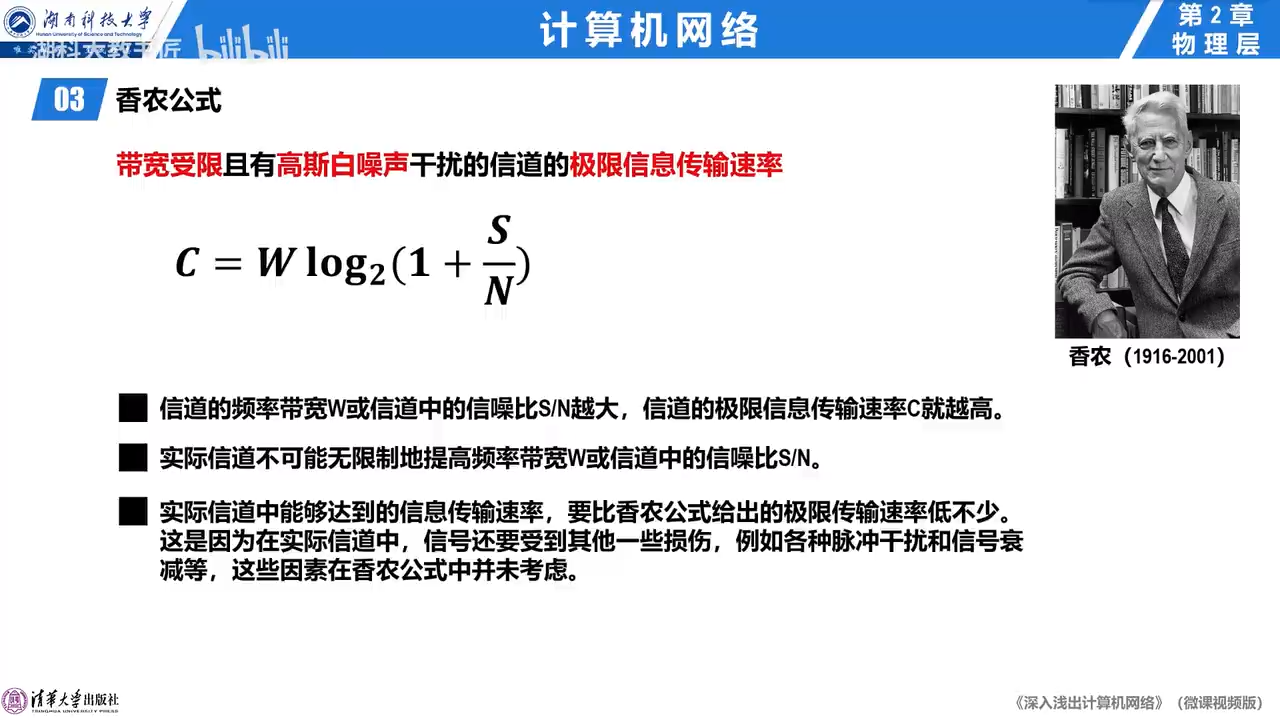 湖南科技大学
Hunan University of Science and Technology
湖科大教书匠 bilibili
计算机网络
第 2 章
物理层
03 香农公式
带宽受限且有高斯白噪声干扰的信道的极限信息传输速率
C = W log₂(1 + S/N)
香农（1916-2001）
■ 信道的频率带宽W或信道中的信噪比S/N越大，信道的极限信息传输速率C就越高。
■ 实际信道不可能无限制地提高频率带宽W或信道中的信噪比S/N。
■ 实际信道中能够达到的信息传输速率，要比香农公式给出的极限传输速率低不少。
这是因为在实际信道中，信号还要受到其他一些损伤，例如各种脉冲干扰和信号衰
减等，这些因素在香农公式中并未考虑。
清华大学出版社
TSINGHUA UNIVERSITY PRESS
《深入浅出计算机网络》（微课视频版）